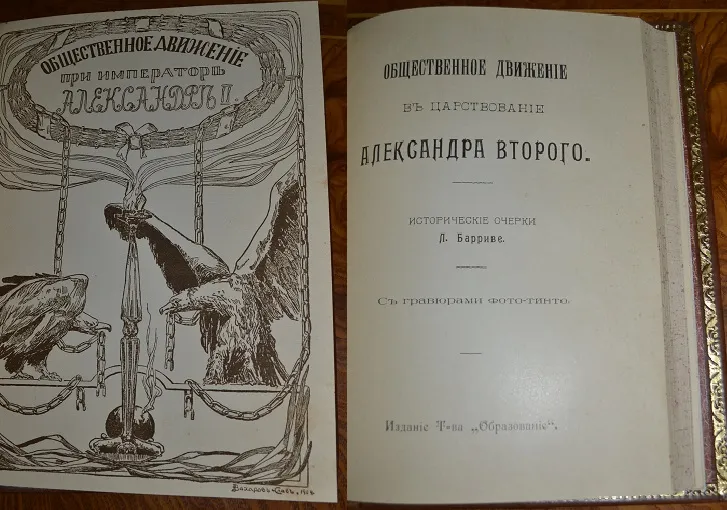 ОБЩЕСТВЕННОЕ ДВИЖЕНІЕ
ПРИ ИМПЕРАТОРѢ
АЛЕКСАНДРѢ II.
ОБЩЕСТВЕННОЕ ДВИЖЕНІЕ
ВЪ ЦАРСТВОВАНІЕ
АЛЕКСАНДРА ВТОРОГО.
ИСТОРИЧЕСКІЕ ОЧЕРКИ
Л. Барриве.
Съ гравюрами фото-тинто.
Изданіе Т-ва „Образованіе".